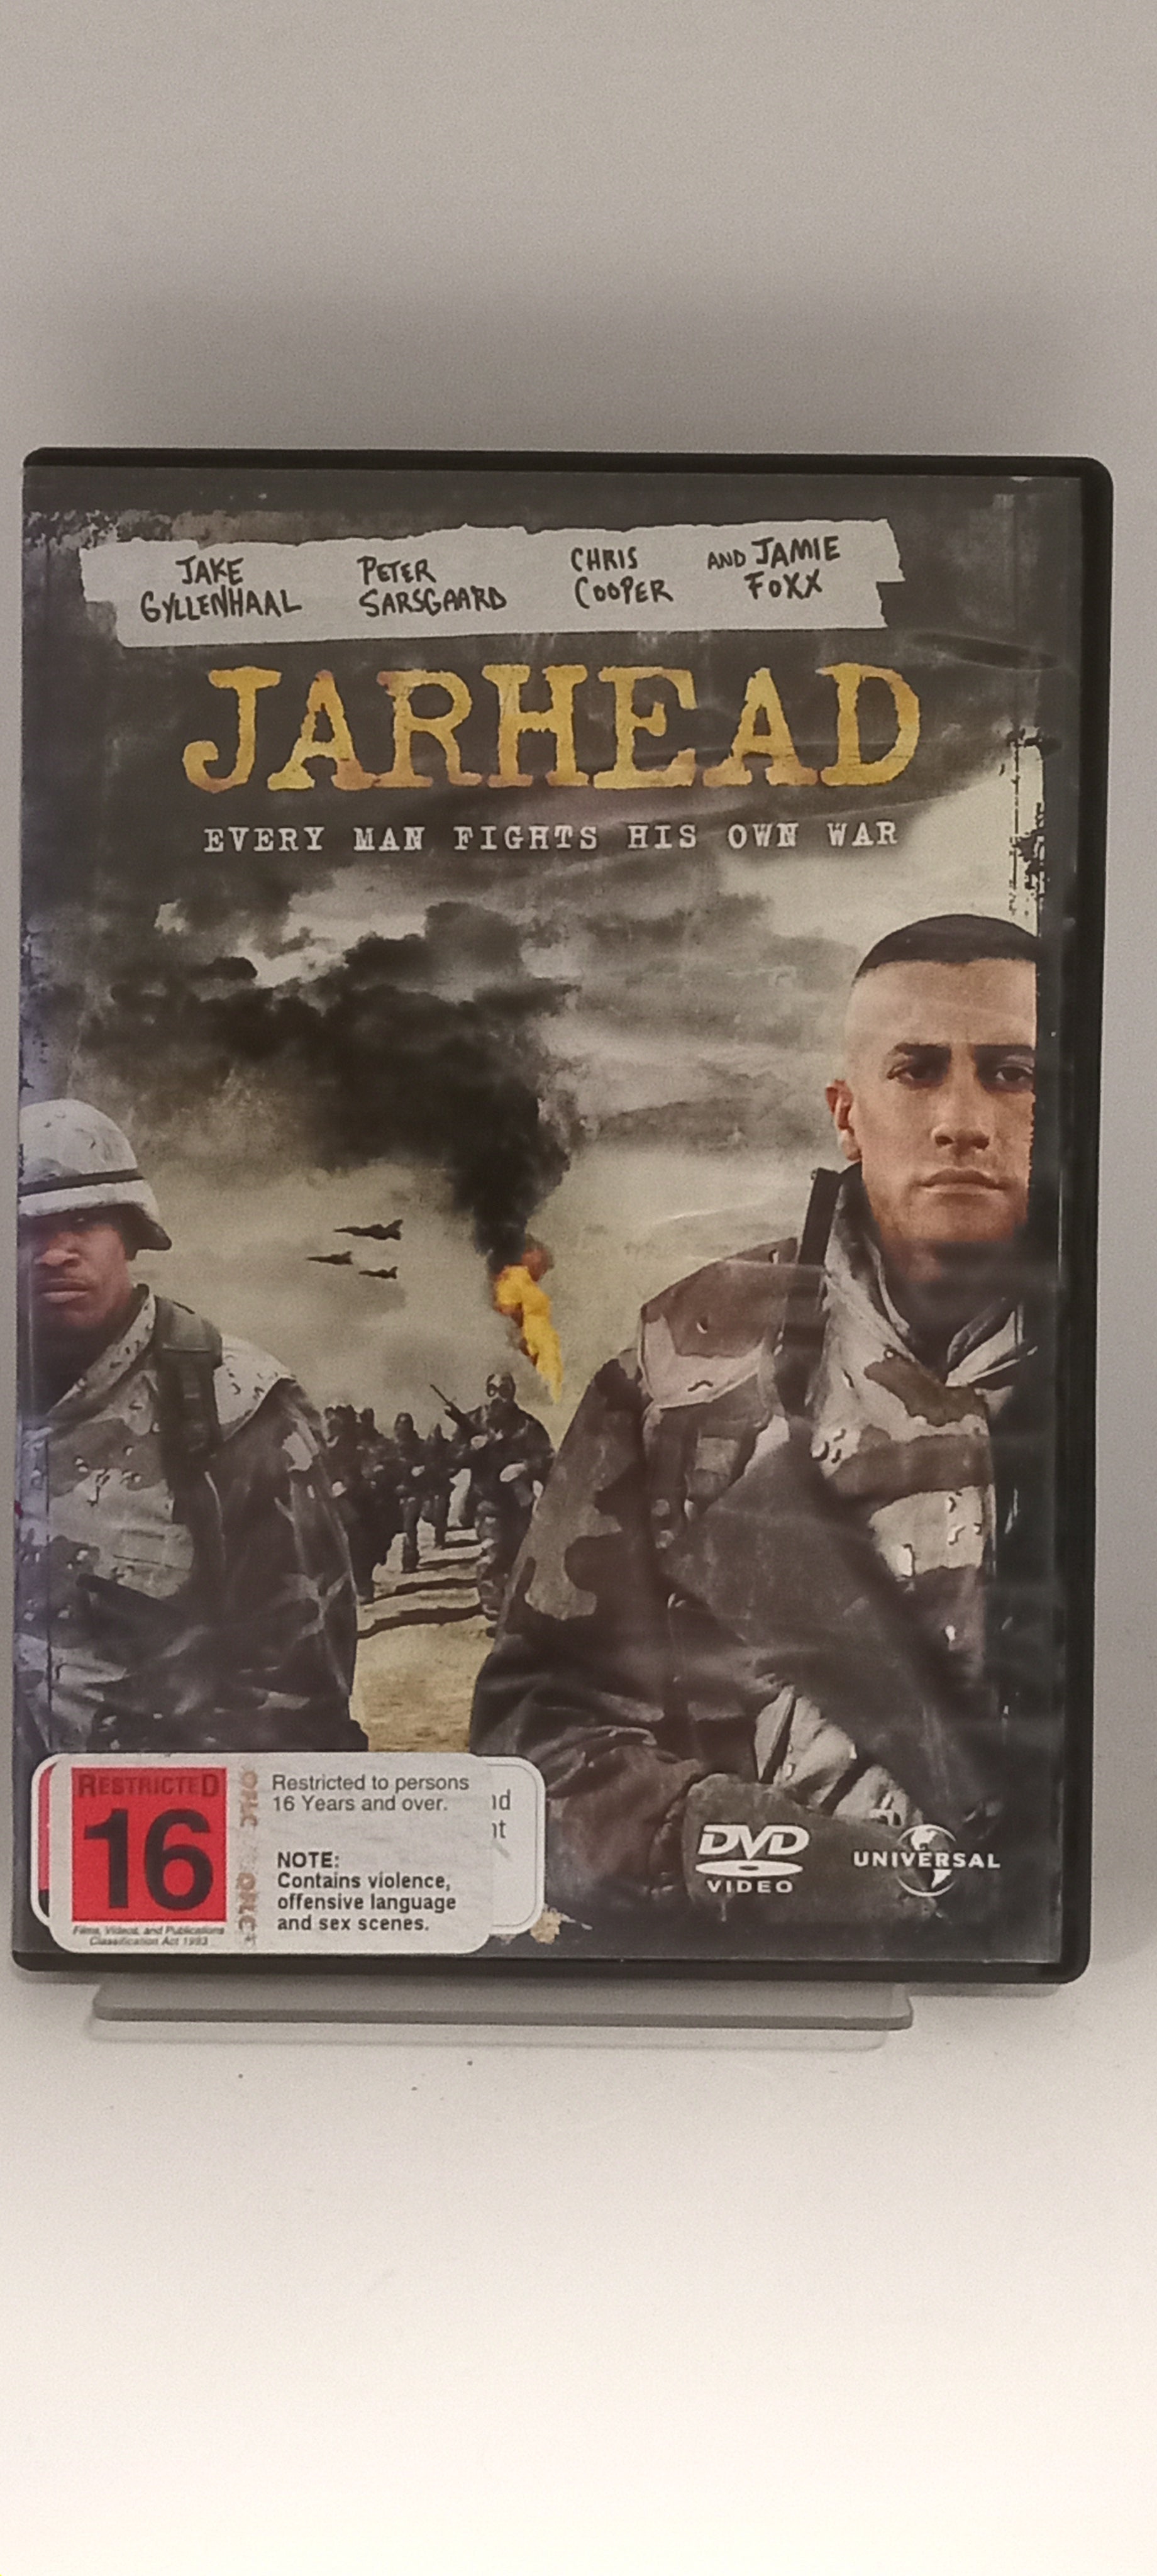 JAKE GYLLENHAAL
PETER SARSGAARD
CHRIS COOPER
AND JAMIE FOXX
JARHEAD
EVERY MAN FIGHTS HIS OWN WAR
RESTRICTED
16
Films, Videos, and Publications
Classification Act 1993
OFLC OFLC
Restricted to persons
16 Years and over.
NOTE:
Contains violence,
offensive language
and sex scenes.
DVD
VIDEO
UNIVERSAL